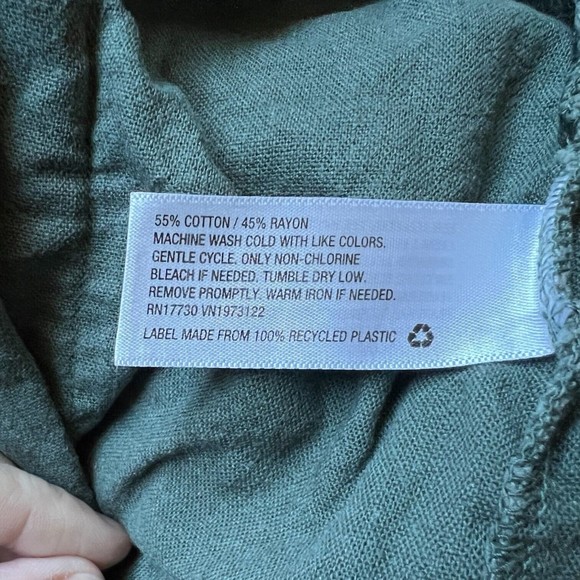 55% COTTON / 45% RAYON
MACHINE WASH COLD WITH LIKE COLORS.
GENTLE CYCLE. ONLY NON-CHLORINE
BLEACH IF NEEDED. TUMBLE DRY LOW.
REMOVE PROMPTLY. WARM IRON IF NEEDED.
RN17730 VN1973122
LABEL MADE FROM 100% RECYCLED PLASTIC